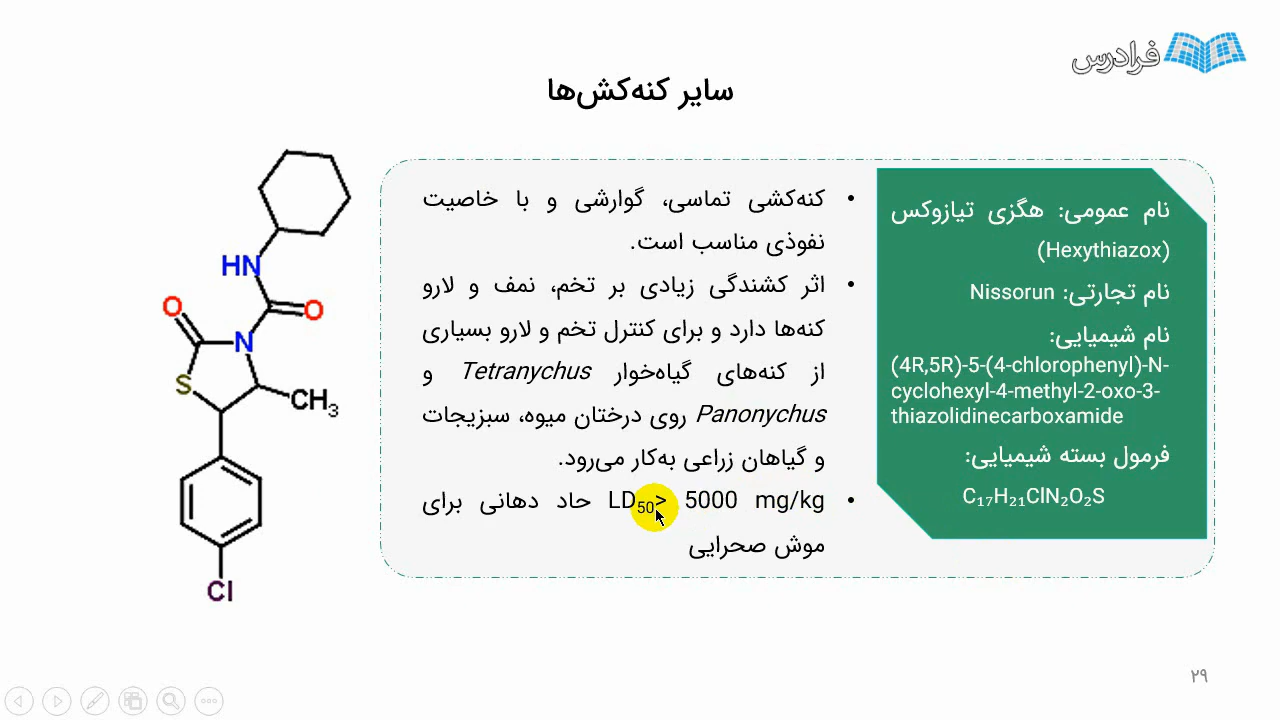 فرادرس
سایر کنه‌کش‌ها
نام عمومی: هگزی تیازوکس
(Hexythiazox)
نام تجارتی: Nissorun
نام شیمیایی:
(4R,5R)-5-(4-chlorophenyl)-N-
cyclohexyl-4-methyl-2-oxo-3-
thiazolidinecarboxamide
فرمول بسته شیمیایی:
C₁₇H₂₁ClN₂O₂S
• کنه‌کشی تماسی، گوارشی و با خاصیت
نفوذی مناسب است.
• اثر کشندگی زیادی بر تخم، نمف و لارو
کنه‌ها دارد و برای کنترل تخم و لارو بسیاری
از کنه‌های گیاه‌خوار Tetranychus و
Panonychus روی درختان میوه، سبزیجات
و گیاهان زراعی به‌کار می‌رود.
• LD₅₀> 5000 mg/kg حاد دهانی برای
موش صحرایی
HN
O
O
N
S
CH₃
Cl
۲۹